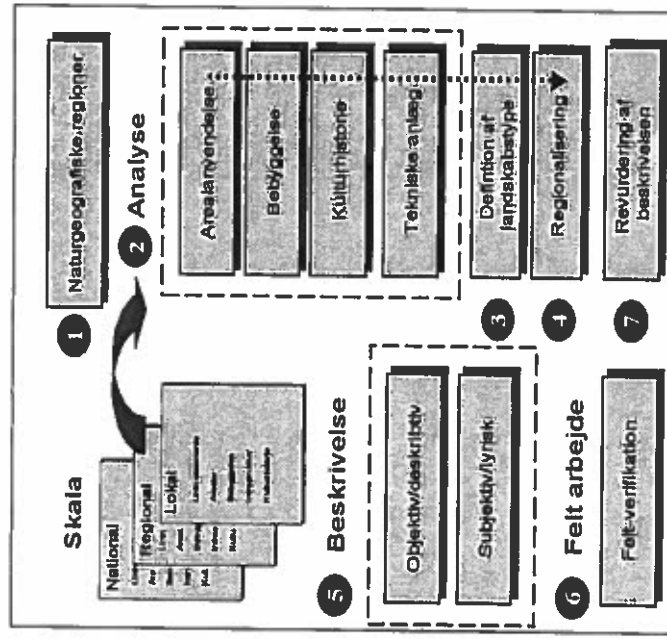 Skala
National
Regional
Lokal
1
Naturgeografiske regioner
2 Analyse
Arealanvendelse
Bebyggelse
Kulturhistorie
Tekniske anlæg
3
Defintion af
landskabstype
4
Regionalisering
5 Beskrivelse
Objektiv/deskriptiv
Subjektiv/lyrisk
6 Felt arbejde
Felt-verifikation
7
Revurdering af
beskrivelsen